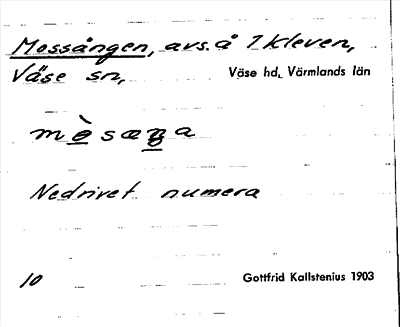 Mossången, avs. å 1 Kleven,
Väse sn, Väse hd. Värmlands län
Nedrivet numera
10 Gottfrid Kallstenius 1903